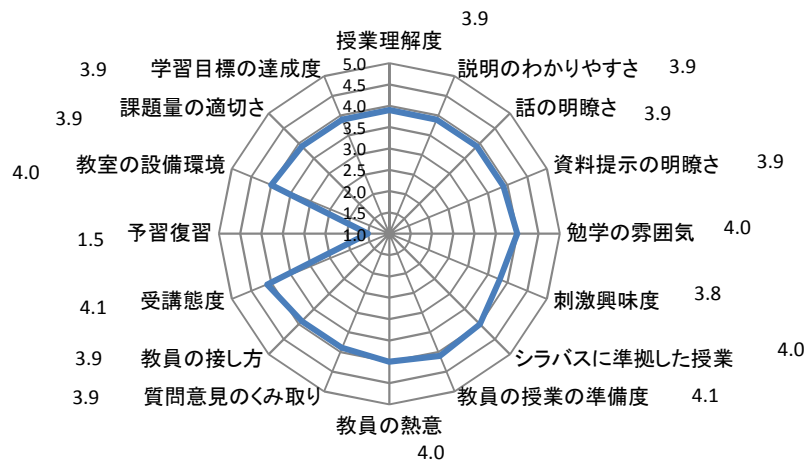 3.9
授業理解度
説明のわかりやすさ 3.9
話の明瞭さ 3.9
資料提示の明瞭さ 3.9
勉学の雰囲気 4.0
刺激興味度 3.8
シラバスに準拠した授業 4.0
教員の授業の準備度 4.1
教員の熱意
4.0
3.9 質問意見のくみ取り
3.9 教員の接し方
4.1 受講態度
1.5 予習復習
4.0 教室の設備環境
3.9 課題量の適切さ
3.9 学習目標の達成度
5.0
4.5
4.0
3.5
3.0
2.5
2.0
1.5
1.0